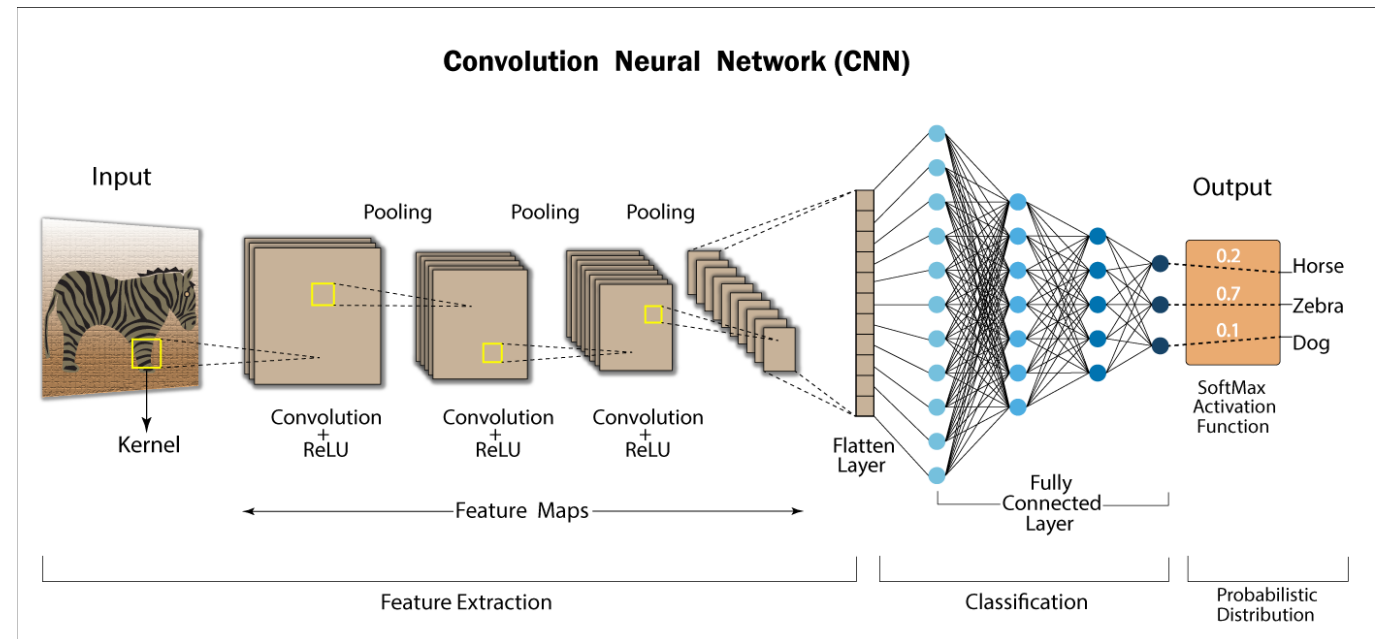 Convolution Neural Network (CNN)
Input
Output
Pooling
Pooling
Pooling
0.2
Horse
0.7
Zebra
0.1
Dog
Kernel
Convolution
+
ReLU
Convolution
+
ReLU
Convolution
+
ReLU
Flatten
Layer
SoftMax
Activation
Function
Feature Maps
Fully
Connected
Layer
Feature Extraction
Classification
Probabilistic
Distribution